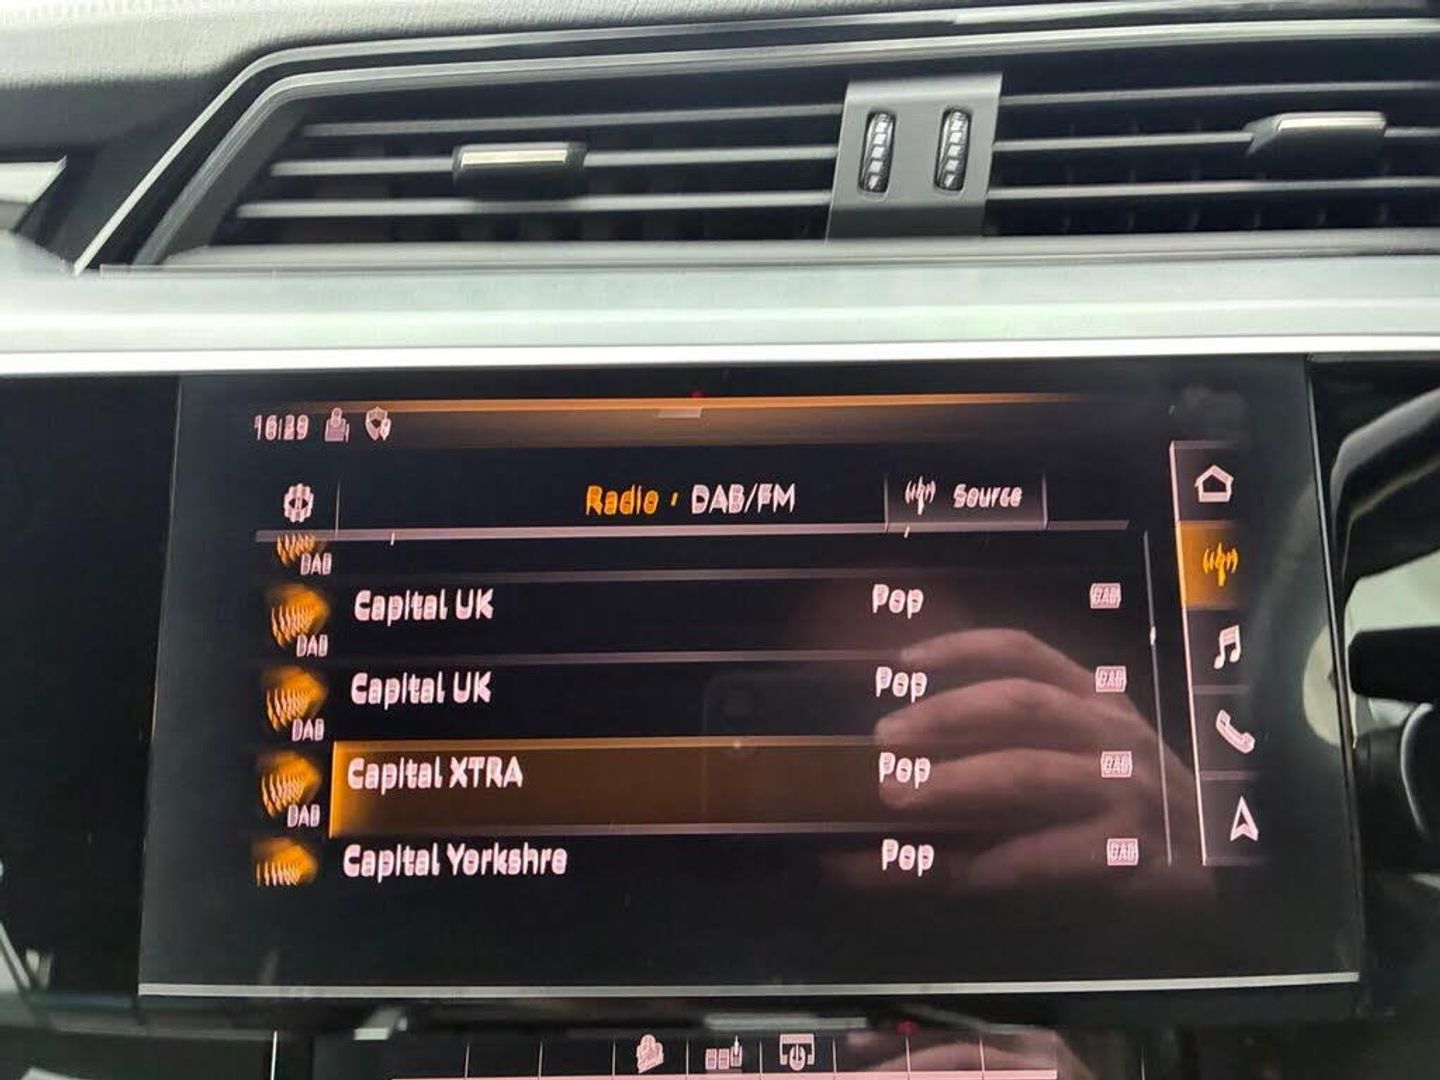 16:29
Radio · DAB/FM Source
DAB
Capital UK Pop DAB
DAB
Capital UK Pop DAB
DAB
Capital XTRA Pop DAB
DAB
Capital Yorkshre Pop DAB